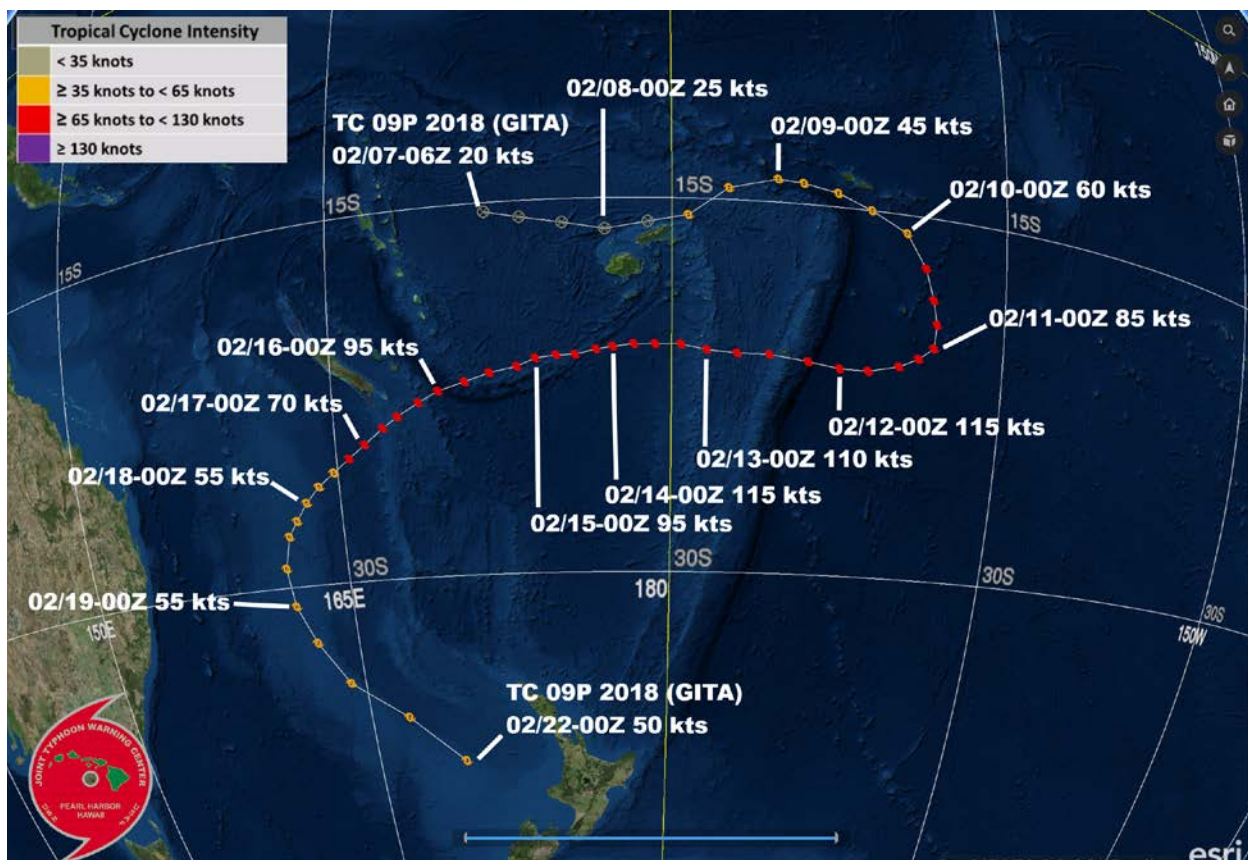 Tropical Cyclone Intensity
< 35 knots
≥ 35 knots to < 65 knots
≥ 65 knots to < 130 knots
≥ 130 knots
02/08-00Z 25 kts
TC 09P 2018 (GITA)
02/07-06Z 20 kts
02/09-00Z 45 kts
02/10-00Z 60 kts
15S
15S
15S
15S
02/11-00Z 85 kts
02/16-00Z 95 kts
02/17-00Z 70 kts
02/12-00Z 115 kts
02/13-00Z 110 kts
02/18-00Z 55 kts
02/14-00Z 115 kts
02/15-00Z 95 kts
30S
30S
30S
30S
165E
180
02/19-00Z 55 kts
150E
150W
TC 09P 2018 (GITA)
02/22-00Z 50 kts
JOINT TYPHOON WARNING CENTER
PEARL HARBOR
HAWAII
esri